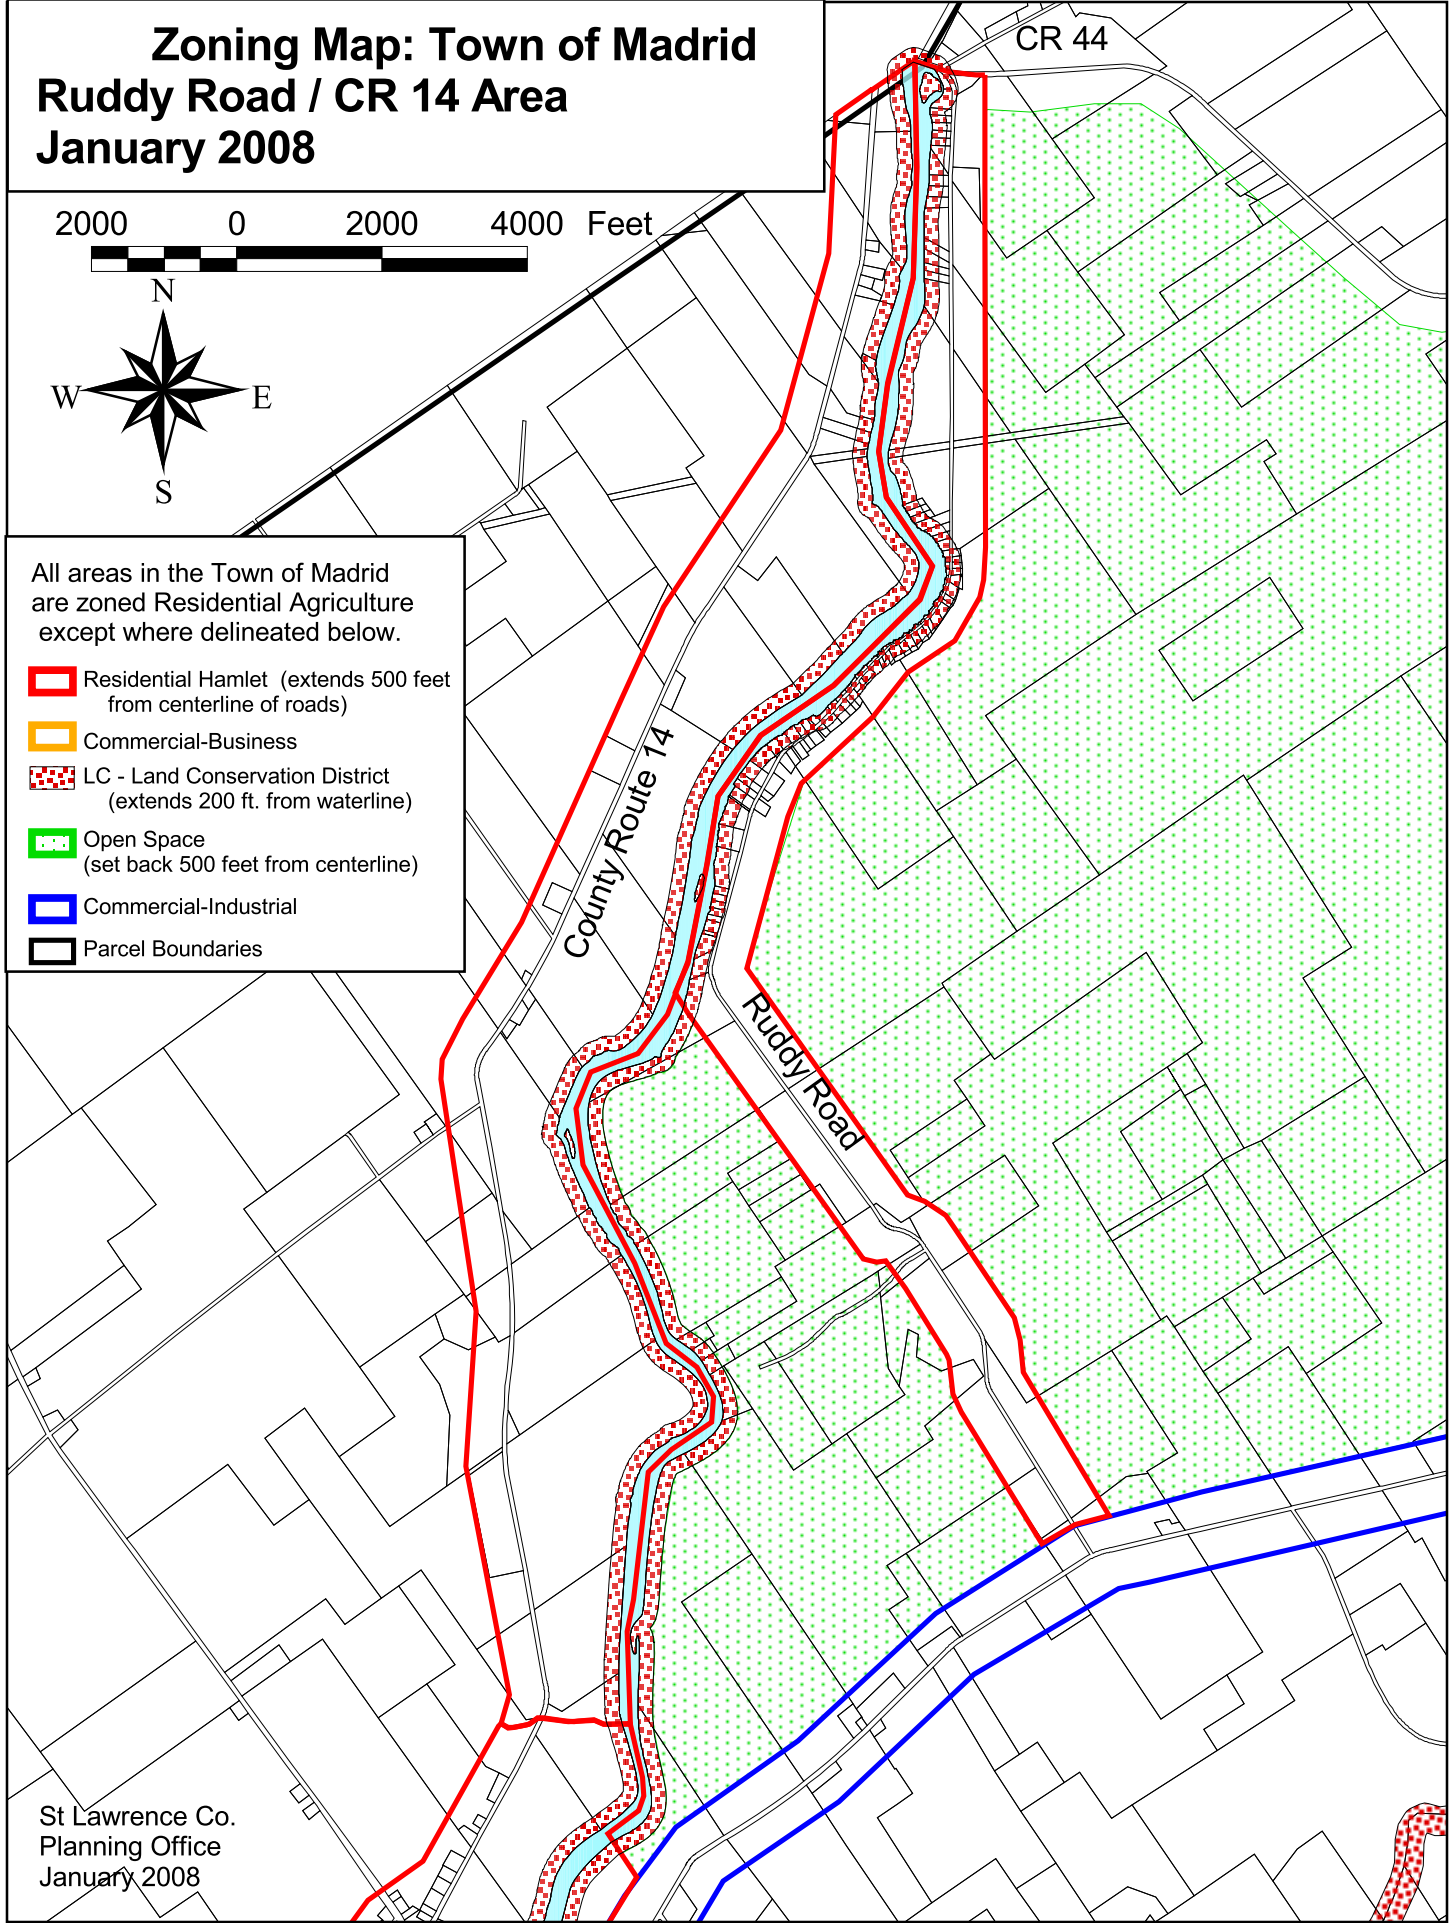 Zoning Map: Town of Madrid
Ruddy Road / CR 14 Area
January 2008
CR 44
2000 0 2000 4000 Feet
N
W E
S
All areas in the Town of Madrid
are zoned Residential Agriculture
except where delineated below.
Residential Hamlet (extends 500 feet
from centerline of roads)
Commercial-Business
LC - Land Conservation District
(extends 200 ft. from waterline)
Open Space
(set back 500 feet from centerline)
Commercial-Industrial
Parcel Boundaries
County Route 14
Ruddy Road
St Lawrence Co.
Planning Office
January 2008